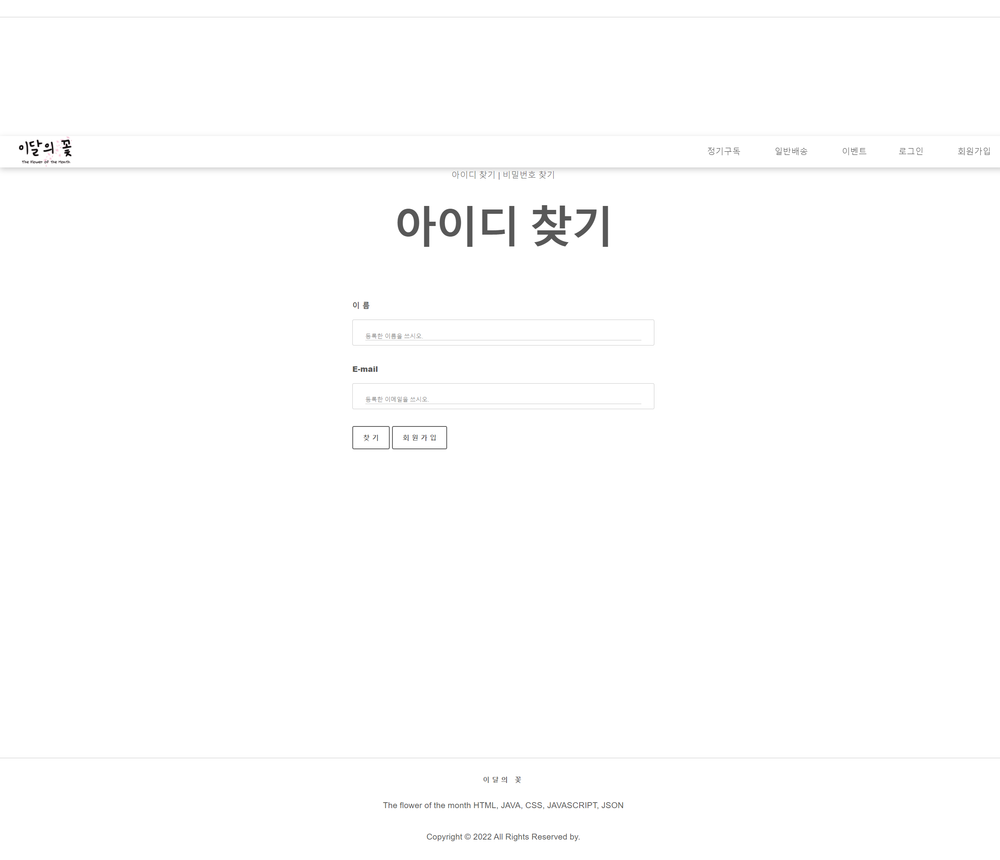 이달의 꽃
The Flower of the Month
정기구독 일반배송 이벤트 로그인 회원가입
아이디 찾기 | 비밀번호 찾기
아이디 찾기
이 름
등록한 이름을 쓰시오.
E-mail
등록한 이메일을 쓰시오.
찾기 회원가입
이달의 꽃
The flower of the month HTML, JAVA, CSS, JAVASCRIPT, JSON
Copyright © 2022 All Rights Reserved by.